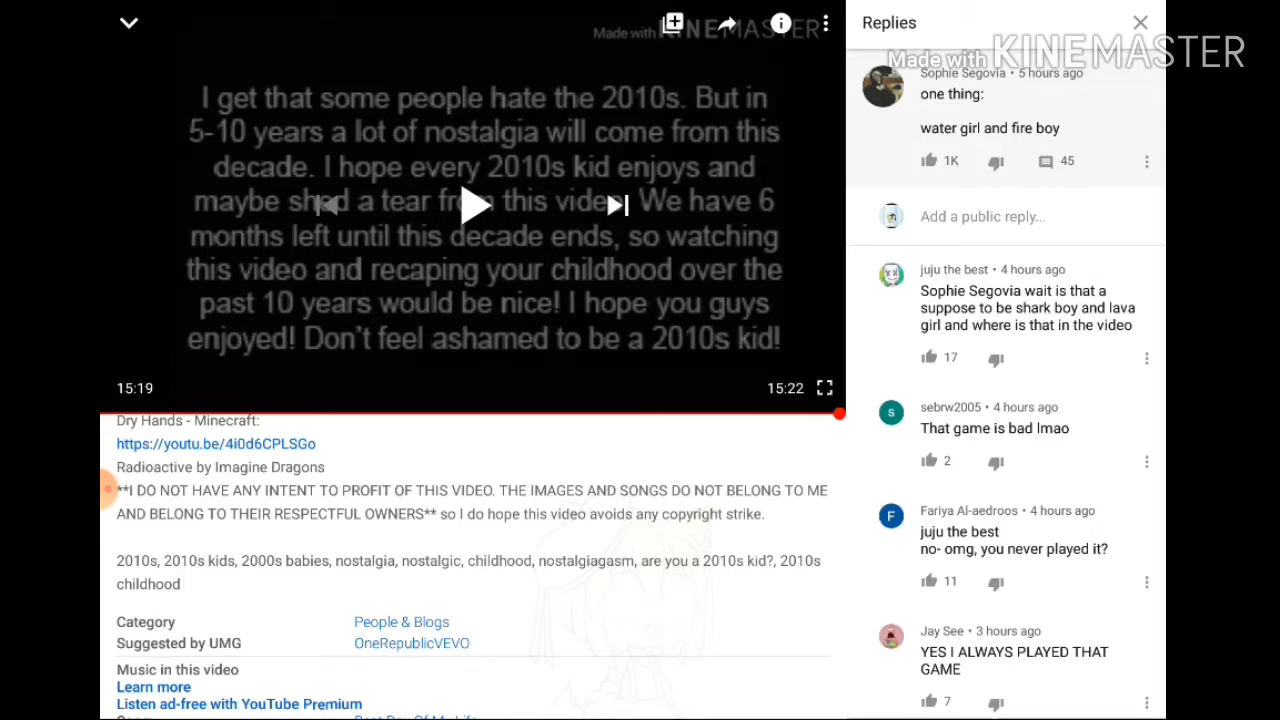 Made with KINEMASTER
I get that some people hate the 2010s. But in
5-10 years a lot of nostalgia will come from this
decade. I hope every 2010s kid enjoys and
maybe shed a tear from this video! We have 6
months left until this decade ends, so watching
this video and recaping your childhood over the
past 10 years would be nice! I hope you guys
enjoyed! Don't feel ashamed to be a 2010s kid!
15:19
15:22
Dry Hands - Minecraft:
https://youtu.be/4i0d6CPLSGo
Radioactive by Imagine Dragons
**I DO NOT HAVE ANY INTENT TO PROFIT OF THIS VIDEO. THE IMAGES AND SONGS DO NOT BELONG TO ME
AND BELONG TO THEIR RESPECTFUL OWNERS** so I do hope this video avoids any copyright strike.
2010s, 2010s kids, 2000s babies, nostalgia, nostalgic, childhood, nostalgiagasm, are you a 2010s kid?, 2010s
childhood
Category People & Blogs
Suggested by UMG OneRepublicVEVO
Music in this video
Learn more
Listen ad-free with YouTube Premium
Replies
Made with KINEMASTER
Sophie Segovia • 5 hours ago
one thing:
water girl and fire boy
1K 45
Add a public reply...
juju the best • 4 hours ago
Sophie Segovia wait is that a
suppose to be shark boy and lava
girl and where is that in the video
17
S
sebrw2005 • 4 hours ago
That game is bad lmao
2
F
Fariya Al-aedroos • 4 hours ago
juju the best
no- omg, you never played it?
11
Jay See • 3 hours ago
YES I ALWAYS PLAYED THAT
GAME
7